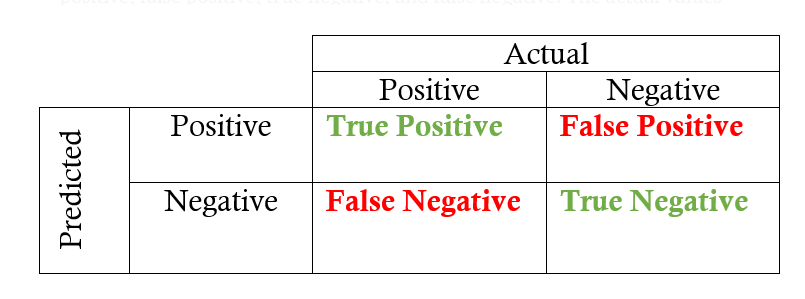 Actual
Positive Negative
Predicted
Positive True Positive False Positive
Negative False Negative True Negative